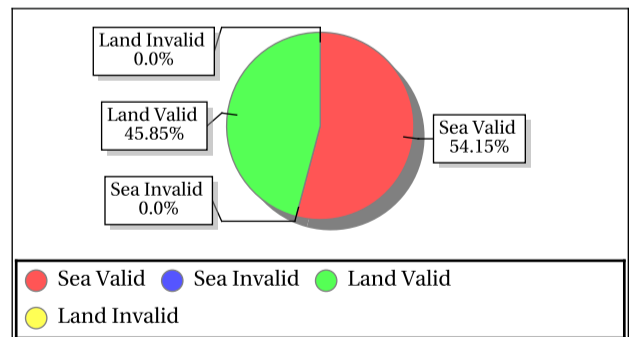 Land Invalid
0.0%
Land Valid
45.85%
Sea Valid
54.15%
Sea Invalid
0.0%
Sea Valid Sea Invalid Land Valid
Land Invalid